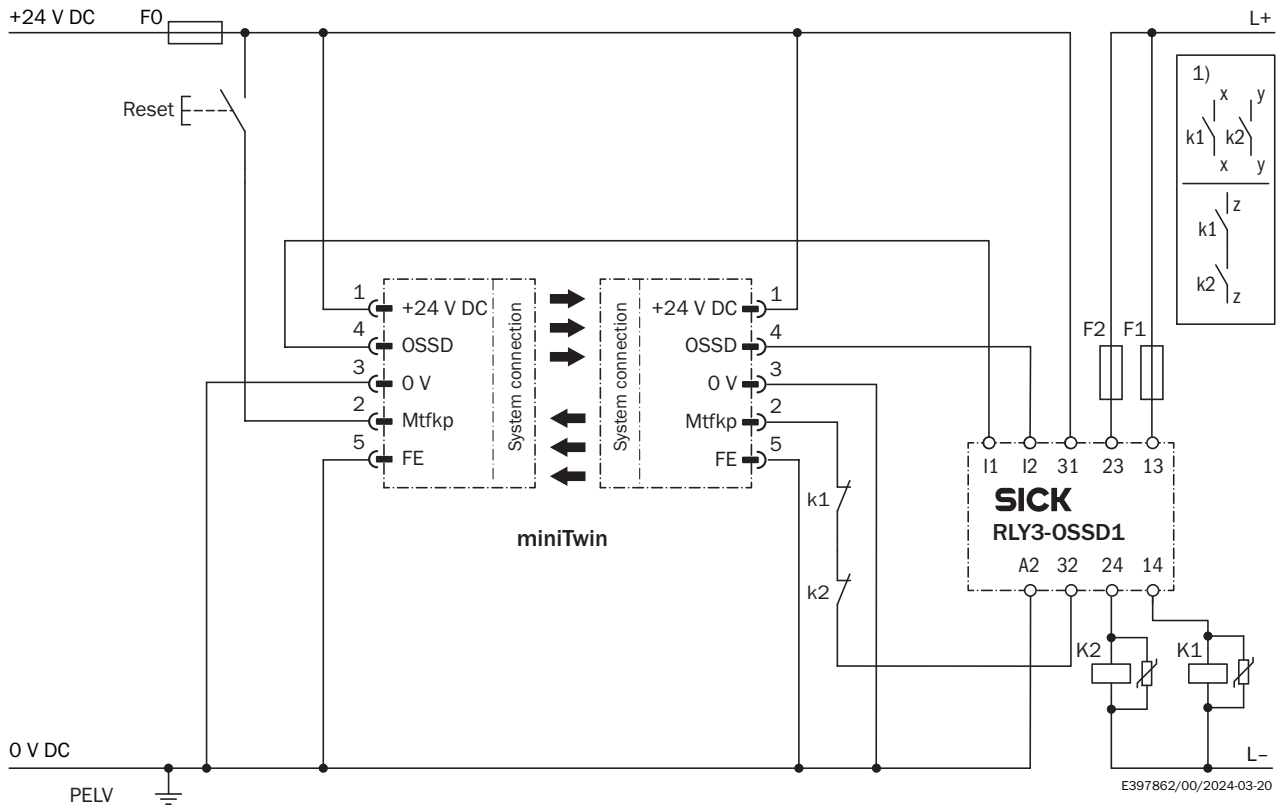 +24 V DC F0 L+
1)
x y
k1 k2
x y
z
k1
k2
z
Reset
F2 F1
1 +24 V DC
4 OSSD
3 0 V
2 Mtfkp
5 FE
System connection
System connection
+24 V DC 1
OSSD 4
0 V 3
Mtfkp 2
FE 5
miniTwin
k1
k2
I1 I2 31 23 13
SICK
RLY3-OSSD1
A2 32 24 14
K2 K1
0 V DC L–
PELV
E397862/00/2024-03-20